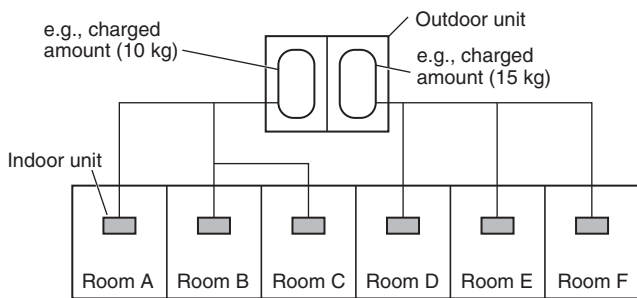 Outdoor unit
e.g., charged
amount (10 kg)
e.g., charged
amount (15 kg)
Indoor unit
Room A
Room B
Room C
Room D
Room E
Room F